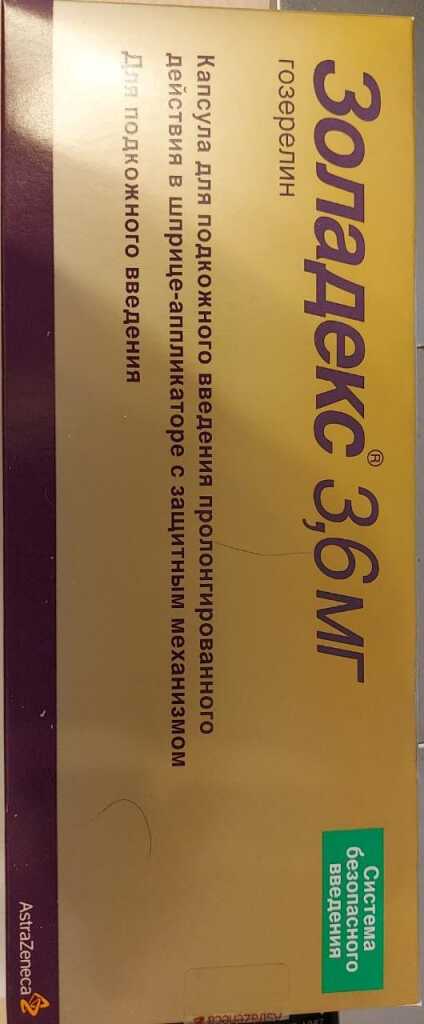 Золадекс® 3,6 мг
гозерелин
Система
безопасного
введения
Капсула для подкожного введения пролонгированного
действия в шприце-аппликаторе с защитным механизмом
Для подкожного введения
AstraZeneca
AstraZeneca